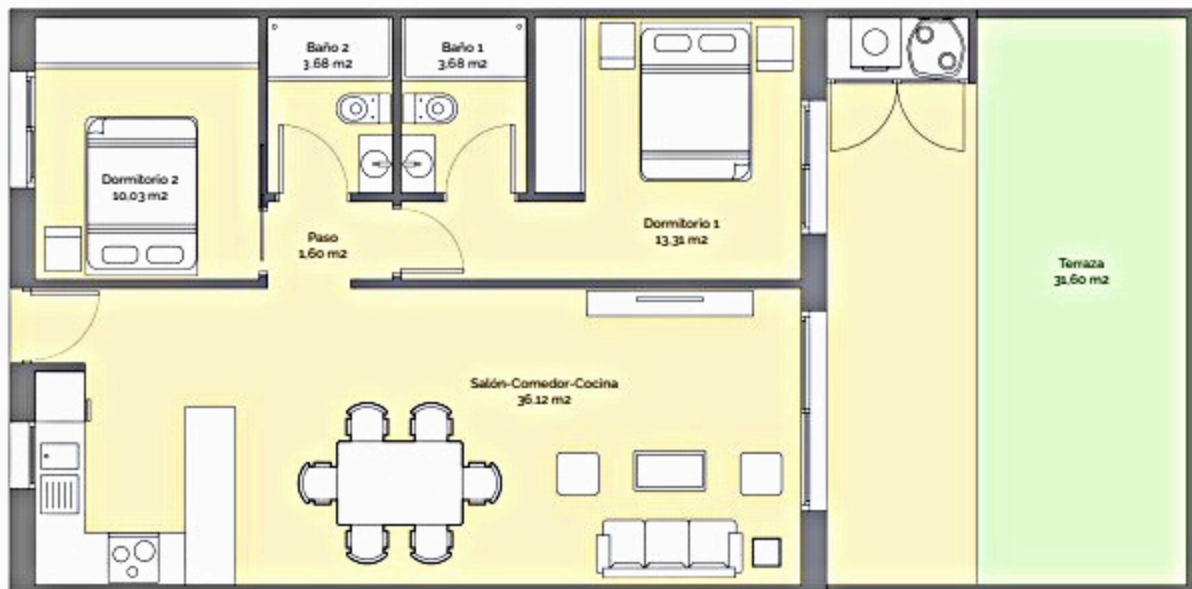 Baño 2
3.68 m2
Baño 1
3.68 m2
Dormitorio 2
10,03 m2
Dormitorio 1
13,31 m2
Paso
1,60 m2
Terraza
31,60 m2
Salón-Comedor-Cocina
36.12 m2